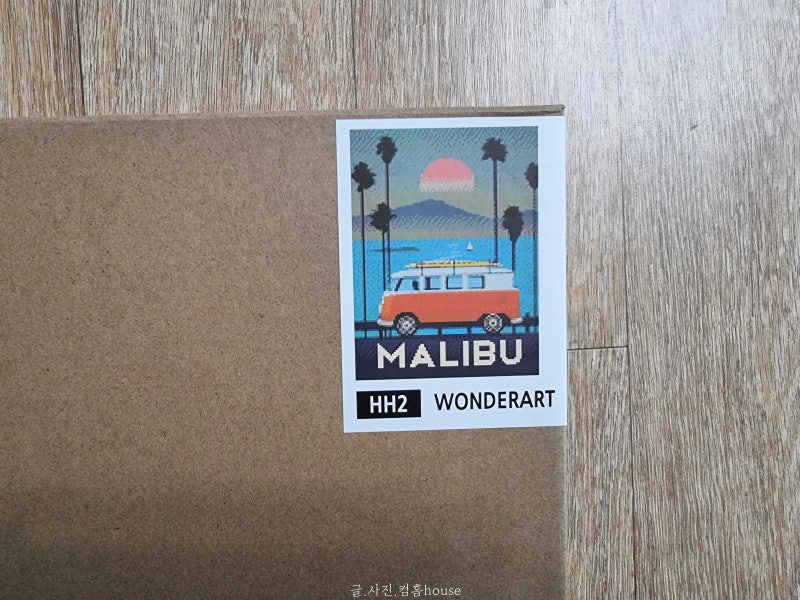 MALIBU
HH2 WONDERART
글.사진.컴홈house